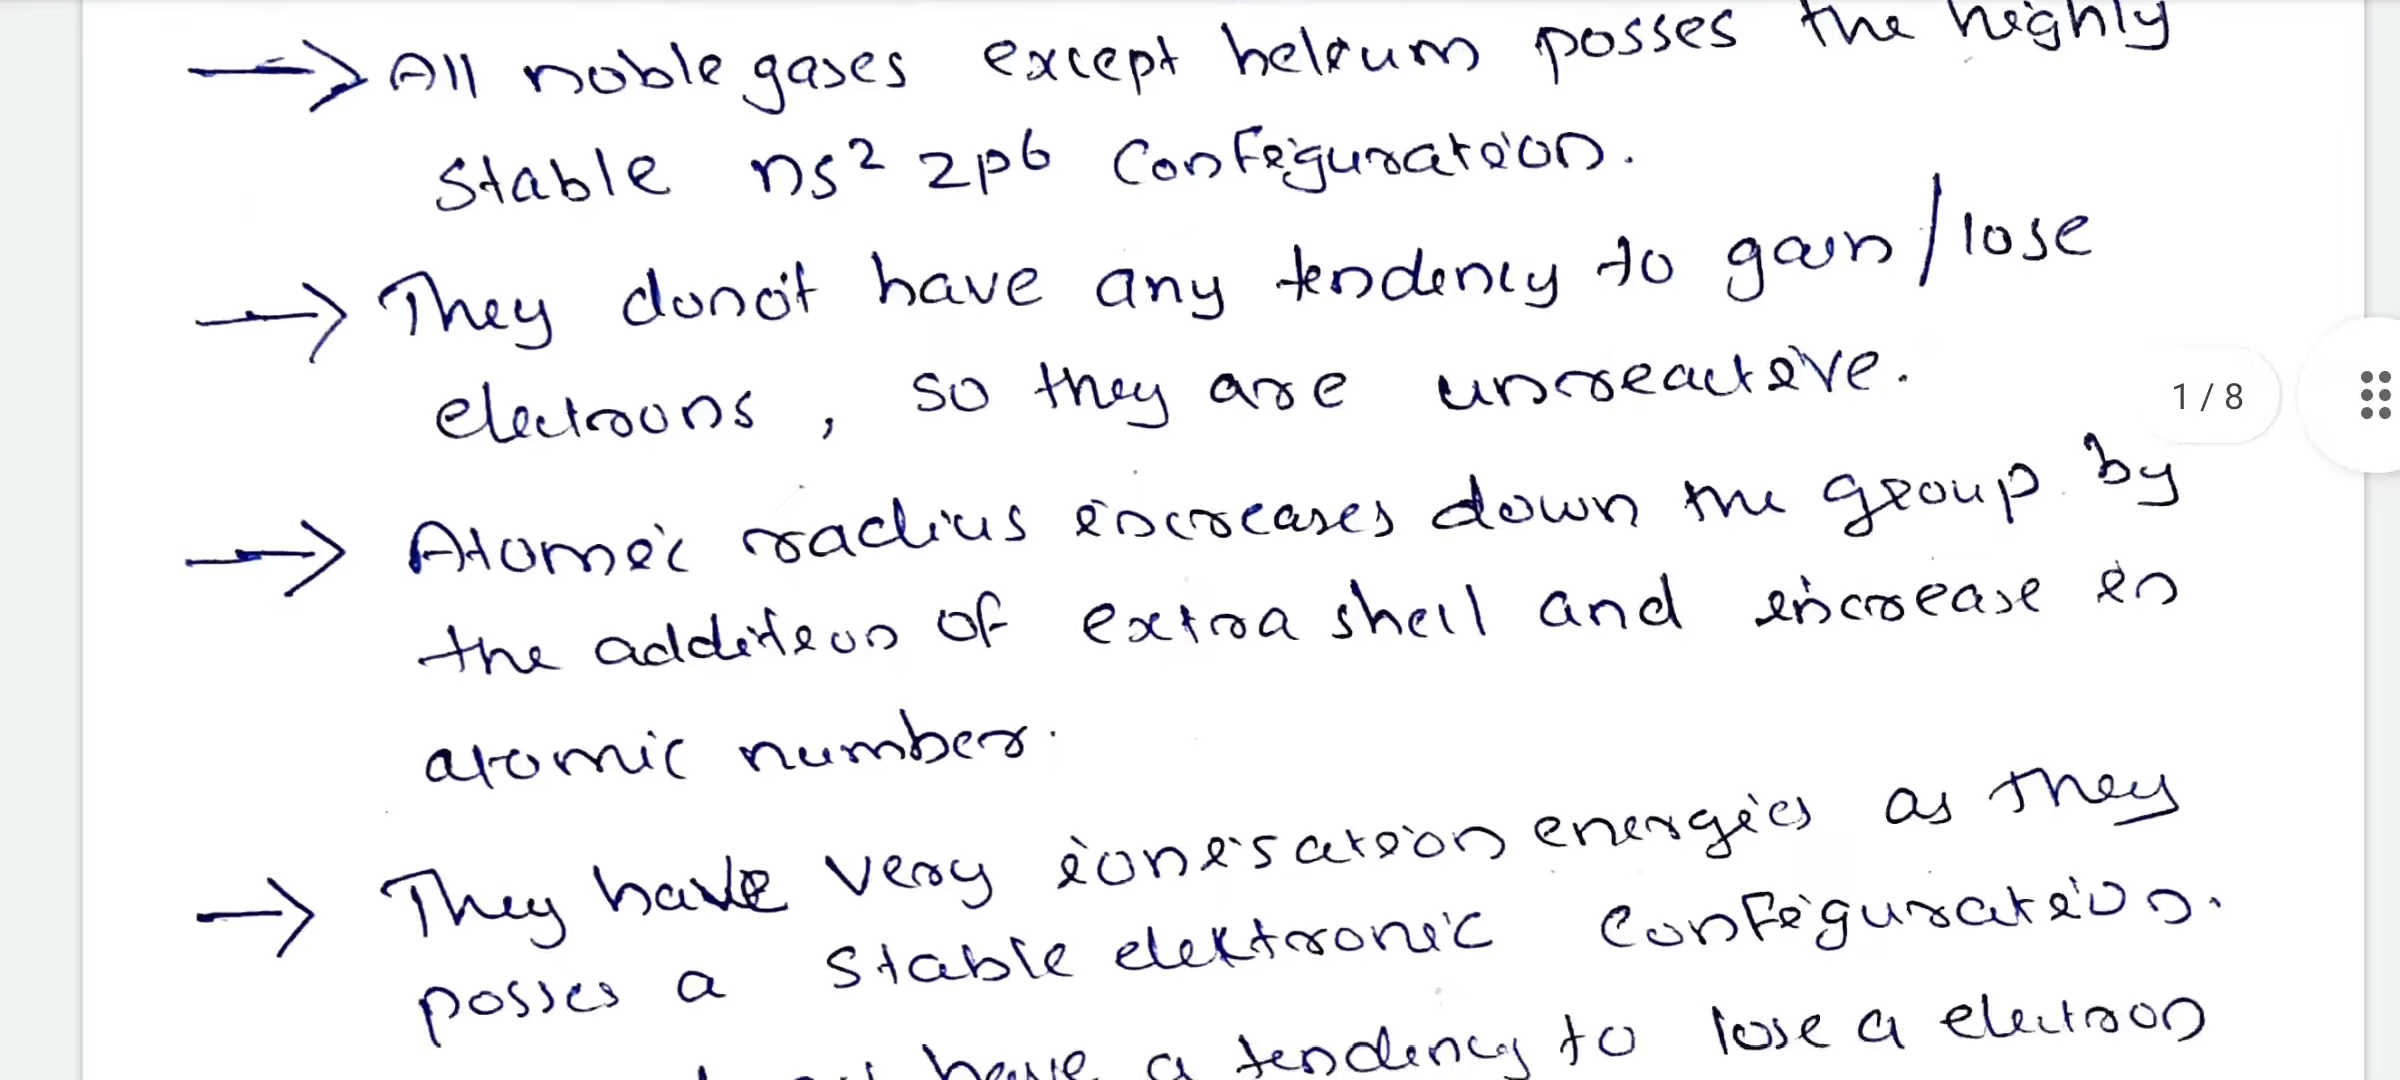 → All noble gases except helium posses the highly
stable ns² 2p6 configuration.
→ They donot have any tendency to gain / lose
electrons , so they are unreactive.
1 / 8
→ Atomic radius increases down the group by
the addition of extra shell and increase in
atomic number.
→ They have very ionisation energies as they
posses a stable elektronic configuration.
have a tendency to lose a electron